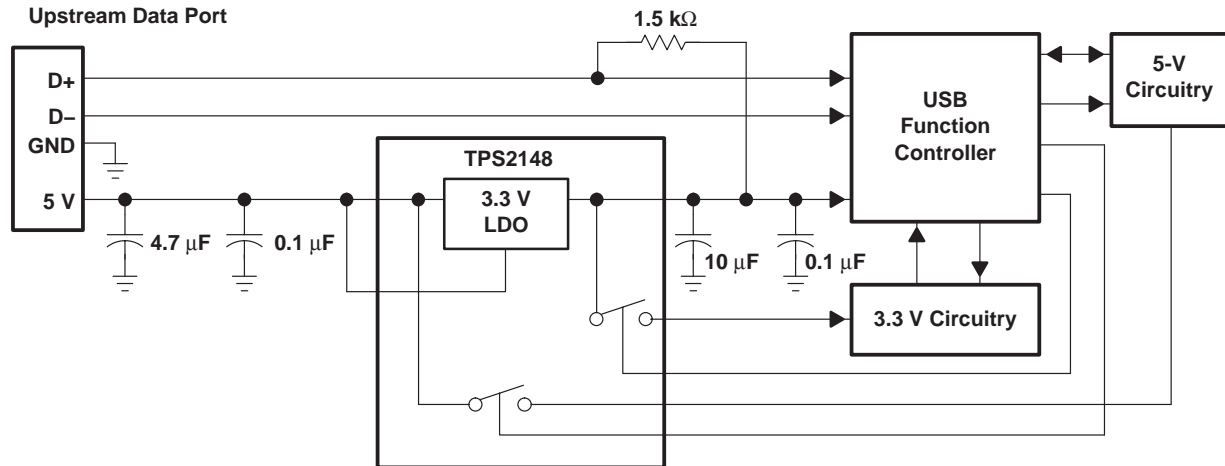 Upstream Data Port
1.5 kΩ
D+
D–
GND
5 V
USB
Function
Controller
5-V
Circuitry
TPS2148
3.3 V
LDO
4.7 μF
0.1 μF
10 μF
0.1 μF
3.3 V Circuitry